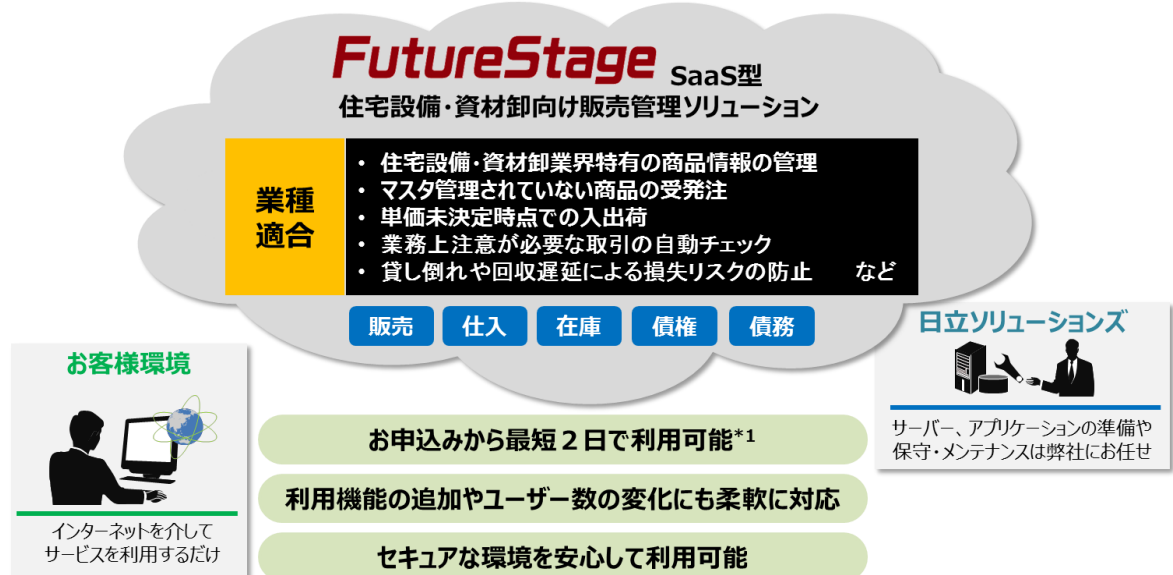 FutureStage SaaS型
住宅設備・資材卸向け販売管理ソリューション
業種
適合
・ 住宅設備・資材卸業界特有の商品情報の管理
・ マスタ管理されていない商品の受発注
・ 単価未決定時点での入出荷
・ 業務上注意が必要な取引の自動チェック
・ 貸し倒れや回収遅延による損失リスクの防止 など
販売 仕入 在庫 債権 債務
お客様環境
インターネットを介して
サービスを利用するだけ
日立ソリューションズ
サーバー、アプリケーションの準備や
保守・メンテナンスは弊社にお任せ
お申込みから最短２日で利用可能*1
利用機能の追加やユーザー数の変化にも柔軟に対応
セキュアな環境を安心して利用可能